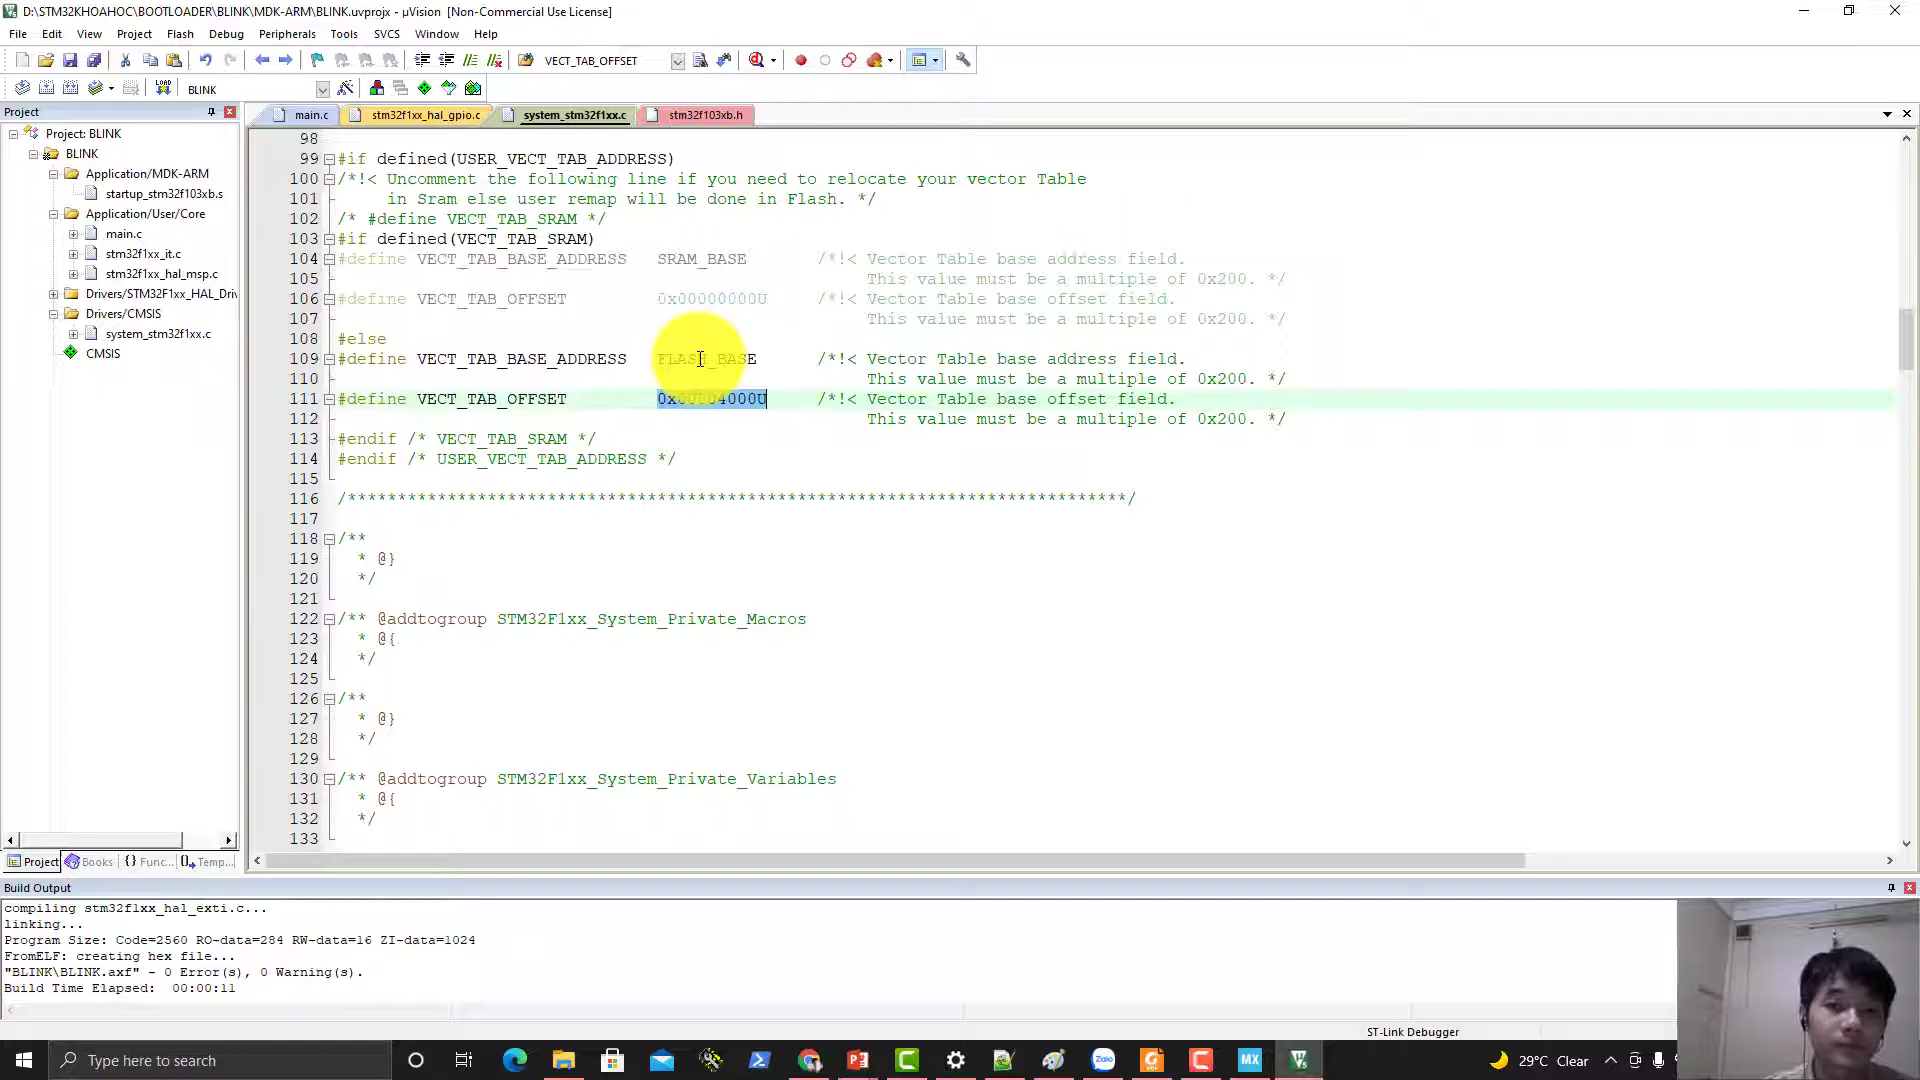 D:\STM32KHOAHOC\BOOTLOADER\BLINK\MDK-ARM\BLINK.uvprojx - µVision [Non-Commercial Use License]
File Edit View Project Flash Debug Peripherals Tools SVCS Window Help
VECT_TAB_OFFSET
LOAD BLINK
Project
main.c stm32f1xx_hal_gpio.c system_stm32f1xx.c stm32f103xb.h
Project: BLINK
BLINK
Application/MDK-ARM
startup_stm32f103xb.s
Application/User/Core
main.c
stm32f1xx_it.c
stm32f1xx_hal_msp.c
Drivers/STM32F1xx_HAL_Driv
Drivers/CMSIS
system_stm32f1xx.c
CMSIS
Project Books Func... Temp...
98
99 #if defined(USER_VECT_TAB_ADDRESS)
100 /*!< Uncomment the following line if you need to relocate your vector Table
101 in Sram else user remap will be done in Flash. */
102 /* #define VECT_TAB_SRAM */
103 #if defined(VECT_TAB_SRAM)
104 #define VECT_TAB_BASE_ADDRESS SRAM_BASE /*!< Vector Table base address field.
105 This value must be a multiple of 0x200. */
106 #define VECT_TAB_OFFSET 0x00000000U /*!< Vector Table base offset field.
107 This value must be a multiple of 0x200. */
108 #else
109 #define VECT_TAB_BASE_ADDRESS FLASH_BASE /*!< Vector Table base address field.
110 This value must be a multiple of 0x200. */
111 #define VECT_TAB_OFFSET 0x00004000U /*!< Vector Table base offset field.
112 This value must be a multiple of 0x200. */
113 #endif /* VECT_TAB_SRAM */
114 #endif /* USER_VECT_TAB_ADDRESS */
115
116 /******************************************************************************/
117
118 /**
119 * @}
120 */
121
122 /** @addtogroup STM32F1xx_System_Private_Macros
123 * @{
124 */
125
126 /**
127 * @}
128 */
129
130 /** @addtogroup STM32F1xx_System_Private_Variables
131 * @{
132 */
133
Build Output
compiling stm32f1xx_hal_exti.c...
linking...
Program Size: Code=2560 RO-data=284 RW-data=16 ZI-data=1024
FromELF: creating hex file...
"BLINK\BLINK.axf" - 0 Error(s), 0 Warning(s).
Build Time Elapsed: 00:00:11
ST-Link Debugger
Type here to search
Zalo
MX
29°C Clear